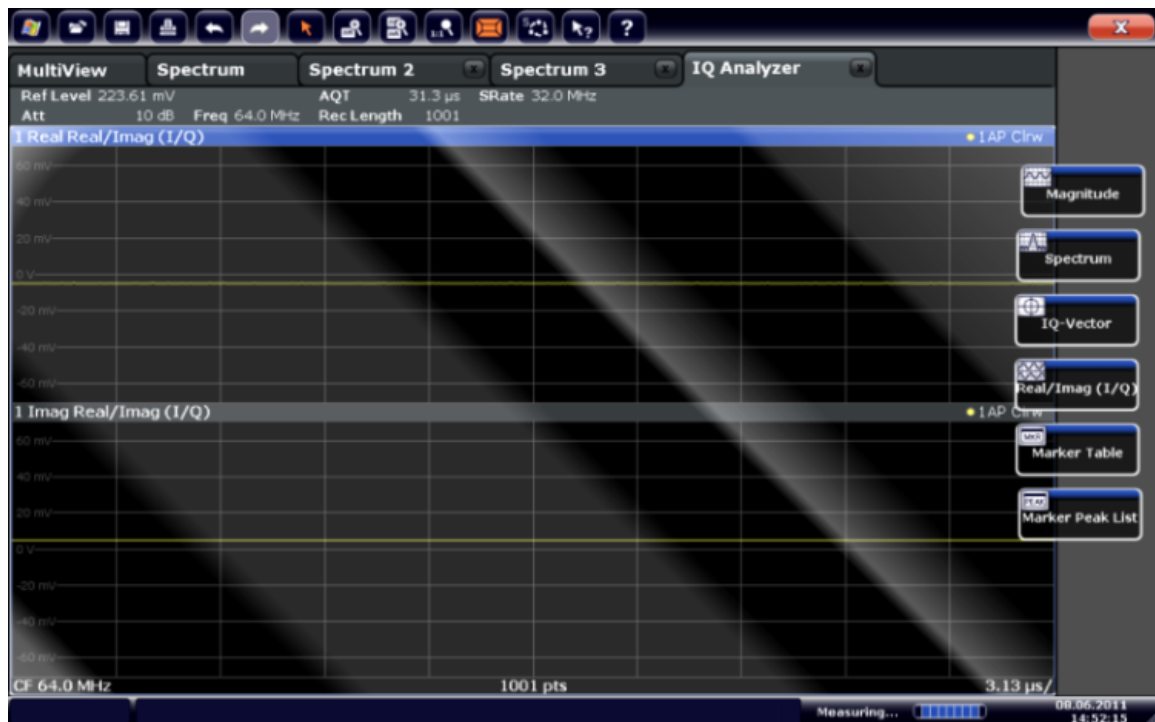 1:1
S
?
?
X
MultiView
Spectrum
Spectrum 2
x
Spectrum 3
x
IQ Analyzer
x
Ref Level 223.61 mV AQT 31.3 µs SRate 32.0 MHz
Att 10 dB Freq 64.0 MHz Rec Length 1001
1 Real Real/Imag (I/Q) 1AP Clrw
60 mV
40 mV
20 mV
0 V
-20 mV
-40 mV
-60 mV
1 Imag Real/Imag (I/Q) 1AP Clrw
60 mV
40 mV
20 mV
0 V
-20 mV
-40 mV
-60 mV
CF 64.0 MHz 1001 pts 3.13 µs/
Magnitude
Spectrum
IQ-Vector
Real/Imag (I/Q)
MKR
Marker Table
PEAK
Marker Peak List
Measuring...
08.06.2011
14:52:15